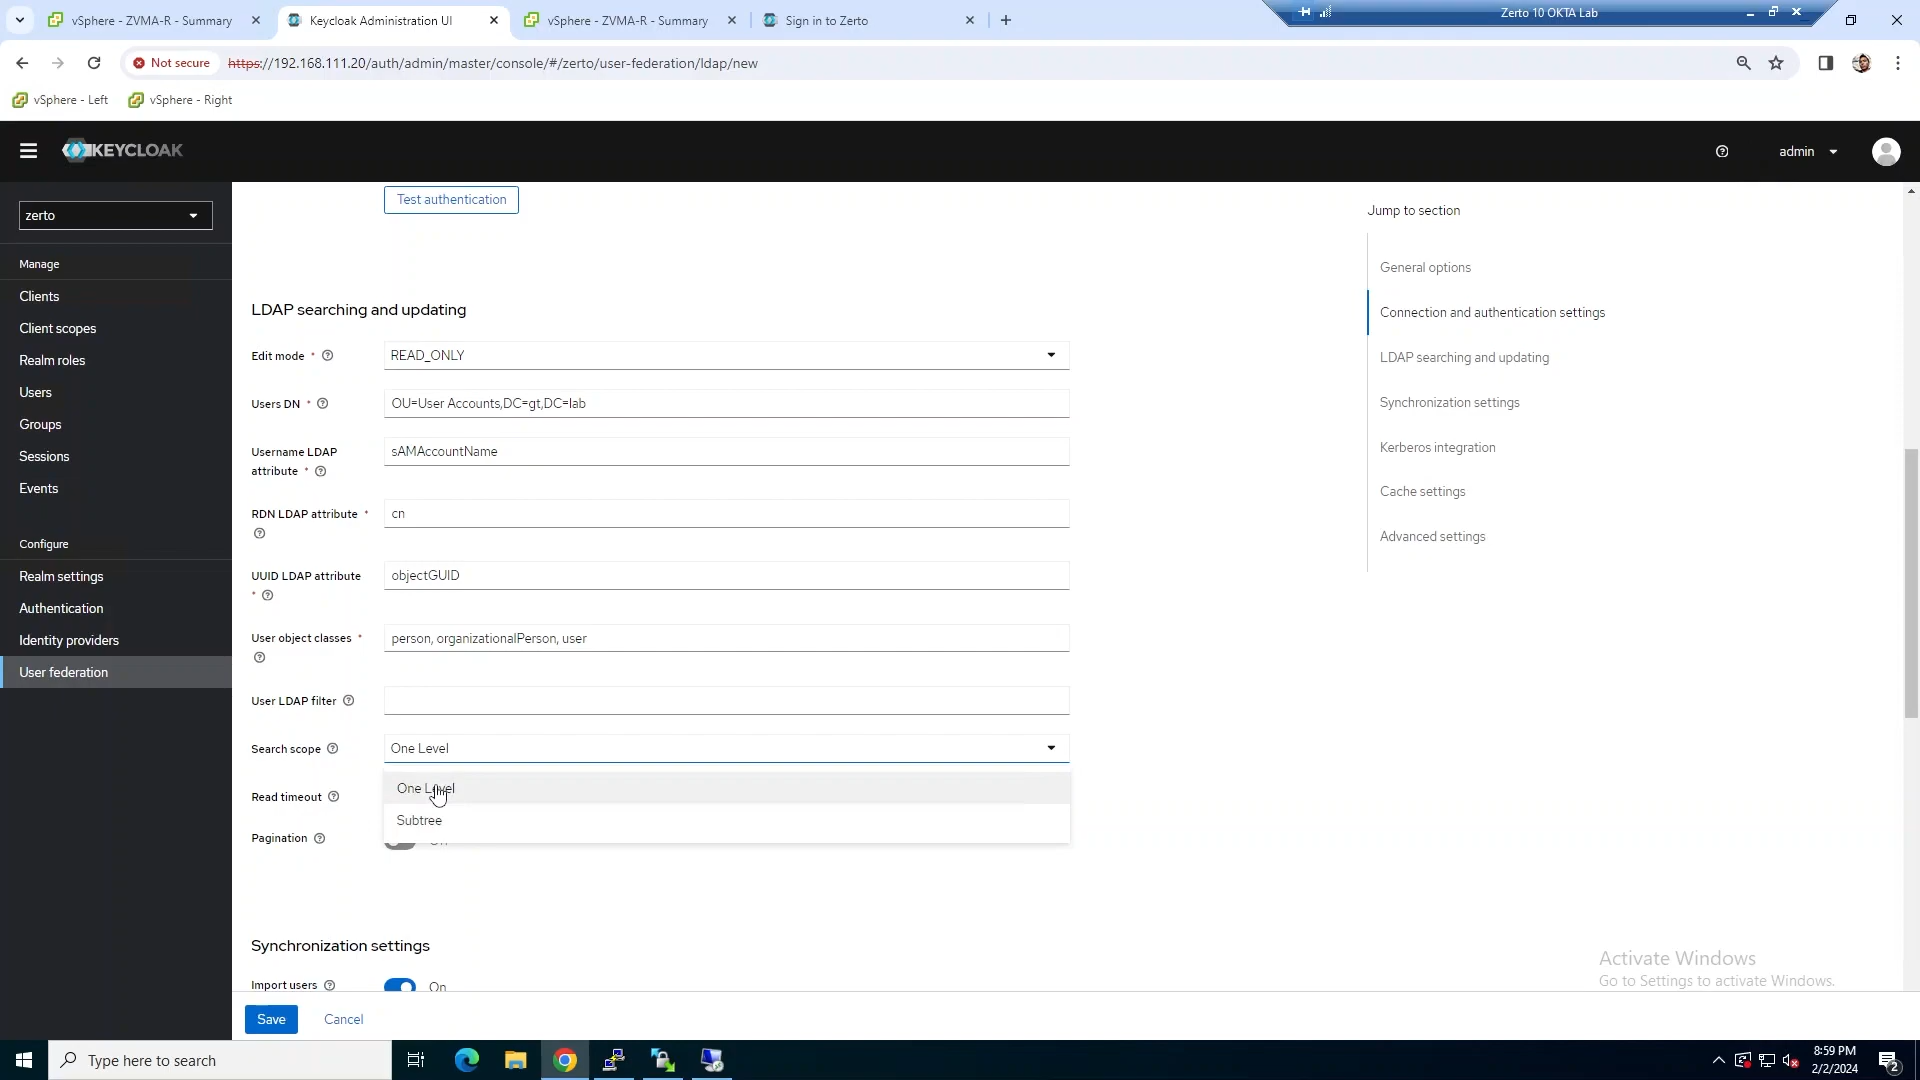 vSphere - ZVMA-R - Summary
Keycloak Administration UI
vSphere - ZVMA-R - Summary
Sign in to Zerto
Zerto 10 OKTA Lab
Not secure
https://192.168.111.20/auth/admin/master/console/#/zerto/user-federation/ldap/new
vSphere - Left
vSphere - Right
KEYCLOAK
admin
zerto
Manage
Clients
Client scopes
Realm roles
Users
Groups
Sessions
Events
Configure
Realm settings
Authentication
Identity providers
User federation
Test authentication
LDAP searching and updating
Edit mode *
READ_ONLY
Users DN *
OU=User Accounts,DC=gt,DC=lab
Username LDAP
attribute *
sAMAccountName
RDN LDAP attribute *
cn
UUID LDAP attribute
*
objectGUID
User object classes *
person, organizationalPerson, user
User LDAP filter
Search scope
One Level
One Level
Subtree
Read timeout
Pagination
Synchronization settings
Import users
On
Save
Cancel
Jump to section
General options
Connection and authentication settings
LDAP searching and updating
Synchronization settings
Kerberos integration
Cache settings
Advanced settings
Activate Windows
Go to Settings to activate Windows.
Type here to search
8:59 PM
2/2/2024
2